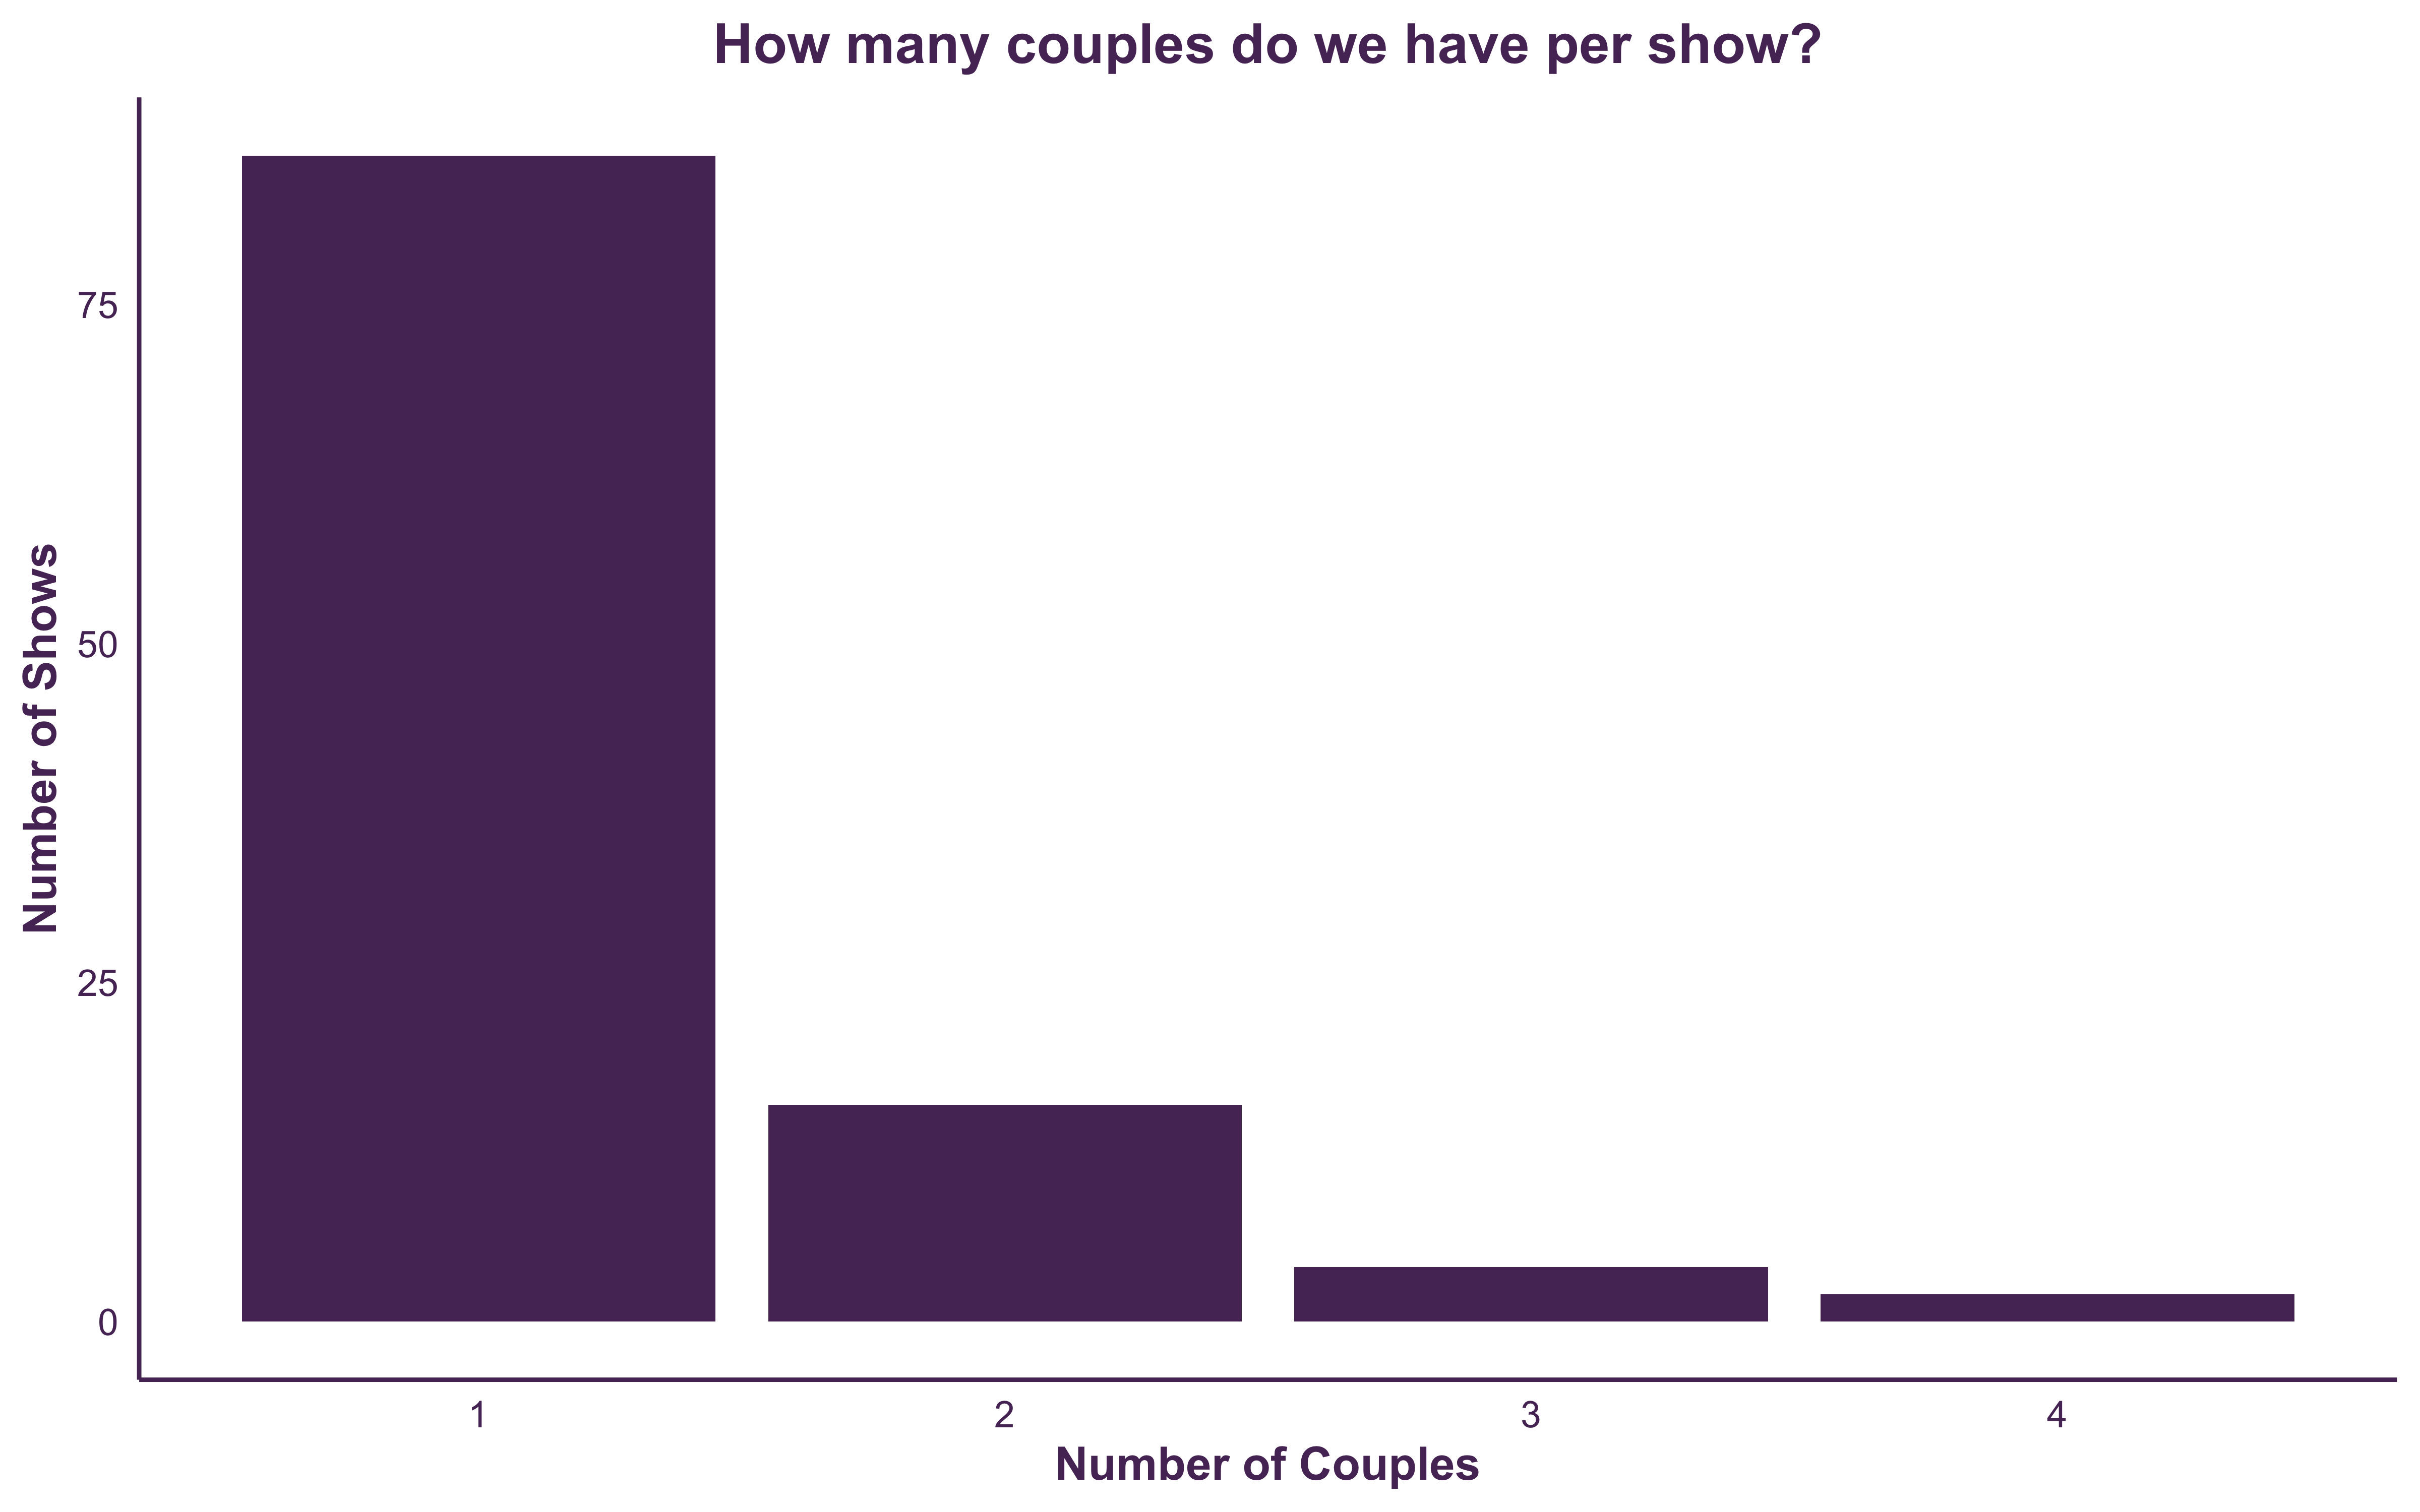 How many couples do we have per show?
Number of Shows
75
50
25
0
1 2 3 4
Number of Couples